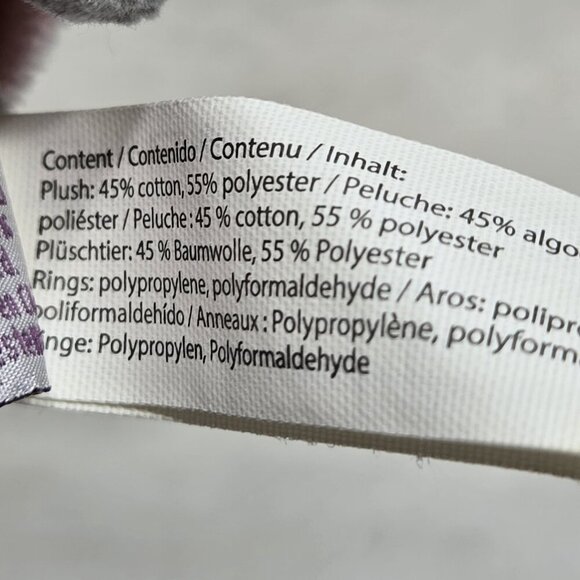 Content / Contenido / Contenu / Inhalt:
Plush: 45% cotton, 55% polyester / Peluche: 45% algo
poliéster / Peluche: 45 % cotton, 55 % polyester
Plüschtier: 45 % Baumwolle, 55 % Polyester
Rings: polypropylene, polyformaldehyde / Aros: polipr
poliformaldehído / Anneaux : Polypropylène, polyform
inge: Polypropylen, Polyformaldehyde